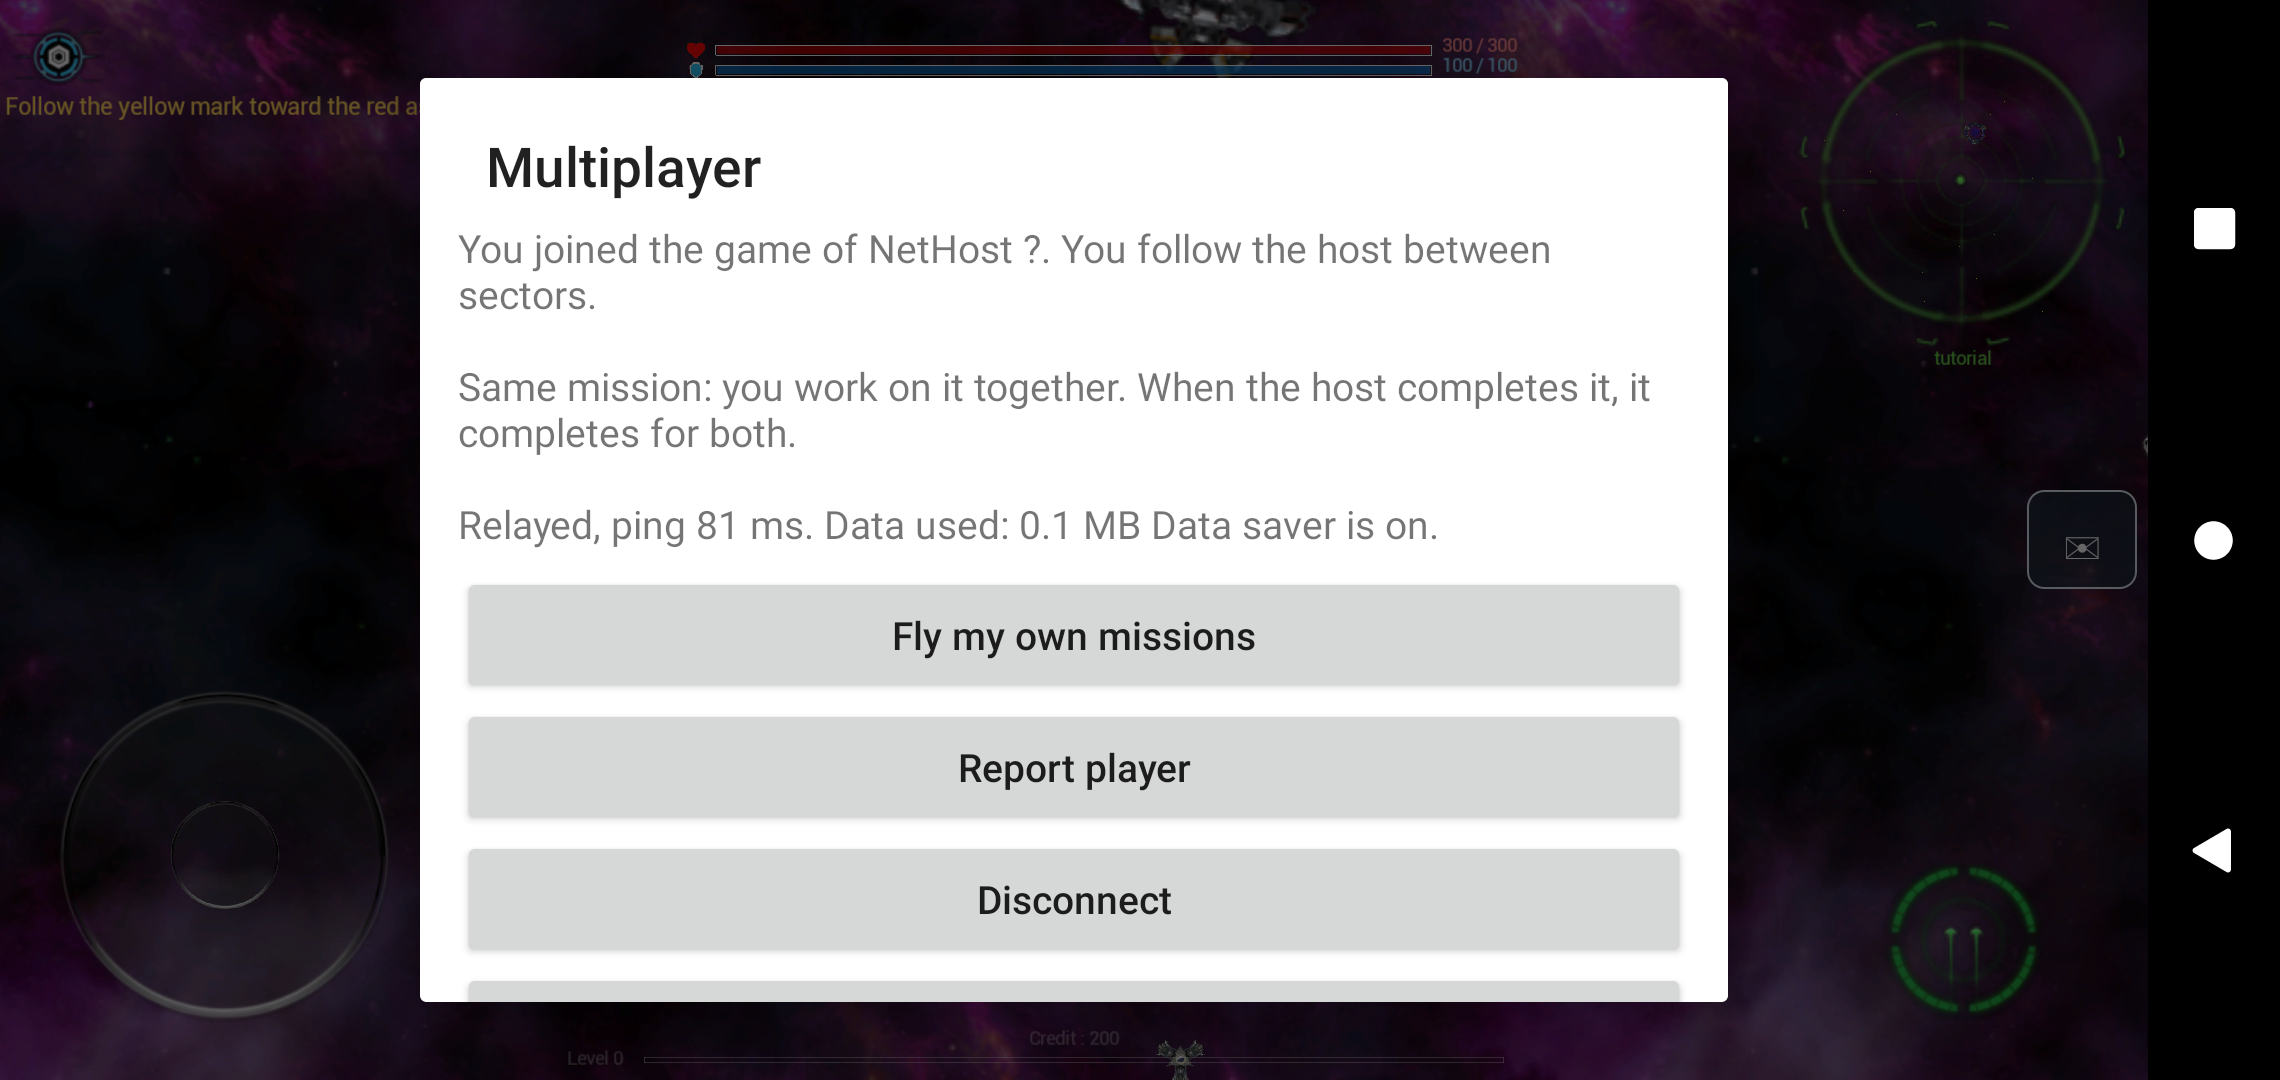 300 / 300
100 / 100
Follow the yellow mark toward the red a
Multiplayer
You joined the game of NetHost ?. You follow the host between
sectors.
Same mission: you work on it together. When the host completes it, it
completes for both.
Relayed, ping 81 ms. Data used: 0.1 MB Data saver is on.
tutorial
Fly my own missions
Report player
Disconnect
Credit : 200
Level 0